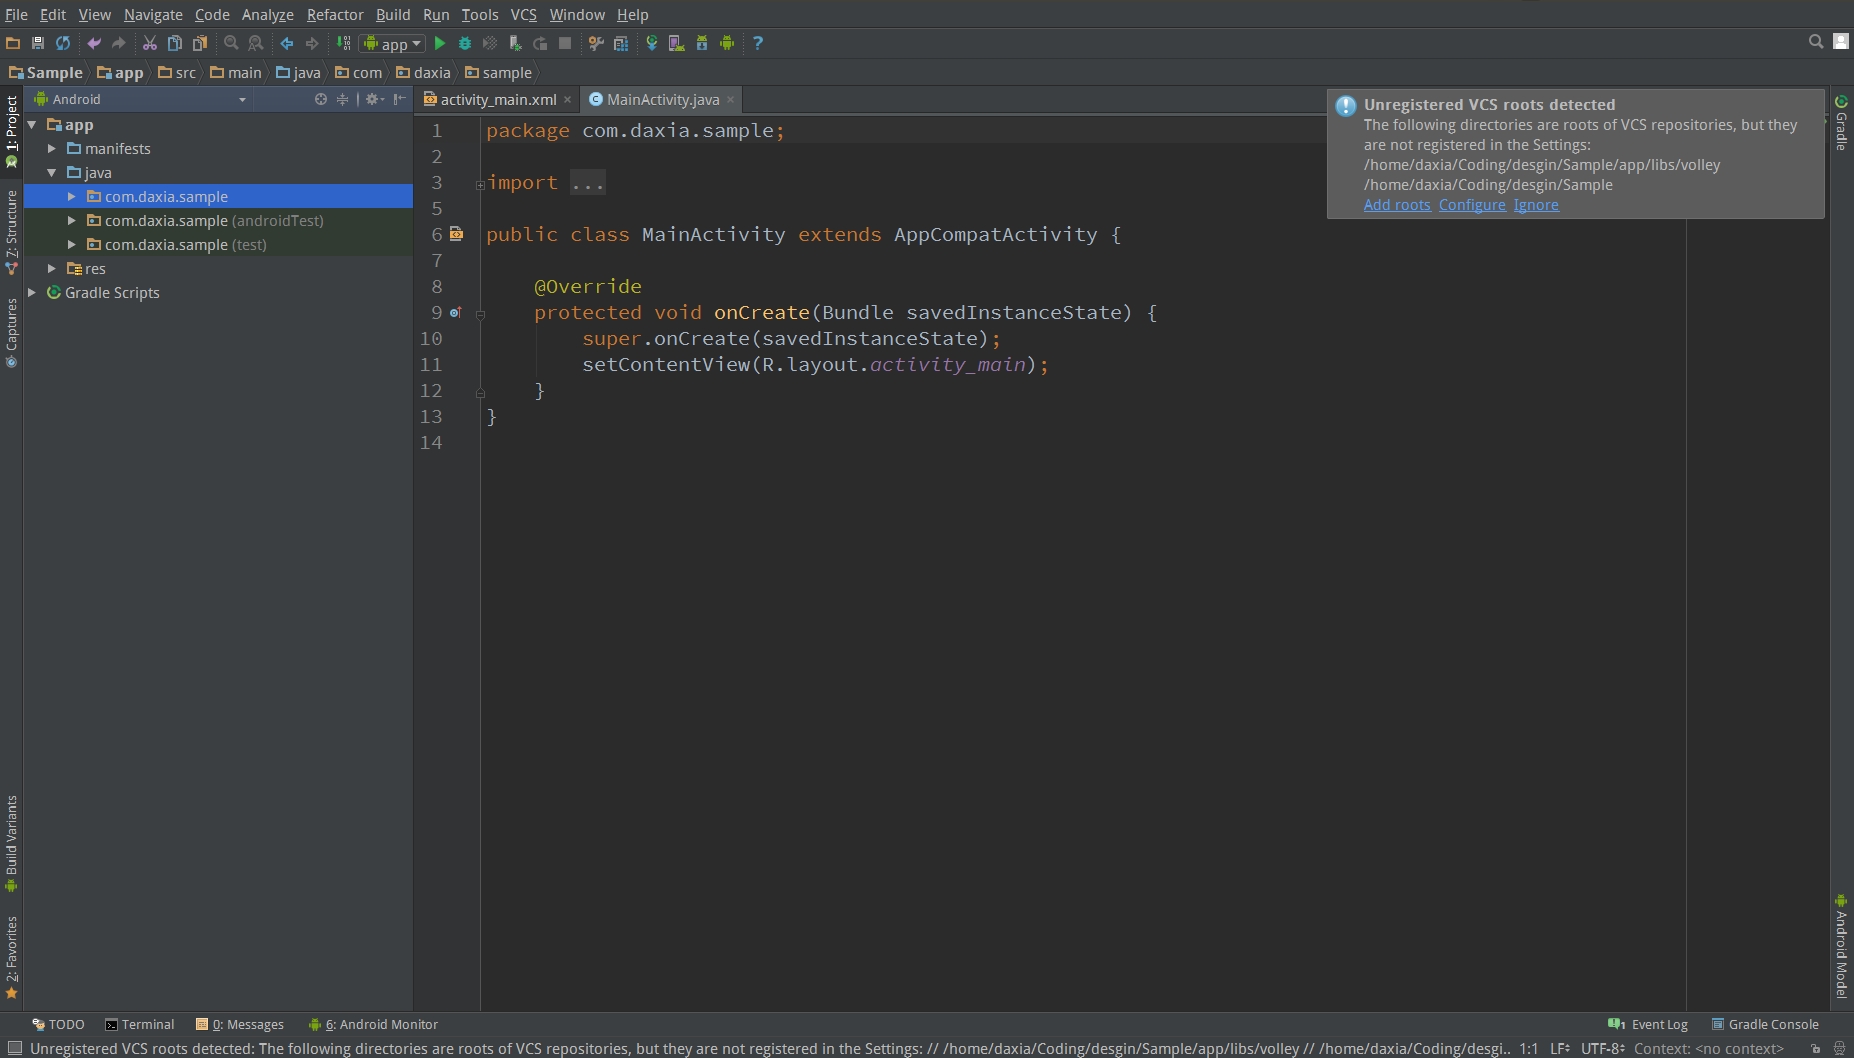 File Edit View Navigate Code Analyze Refactor Build Run Tools VCS Window Help
app
Sample app src main java com daxia sample
1: Project
Z: Structure
Captures
Build Variants
2: Favorites
Android
app
manifests
java
com.daxia.sample
com.daxia.sample (androidTest)
com.daxia.sample (test)
res
Gradle Scripts
activity_main.xml MainActivity.java
1 package com.daxia.sample;
2
3 import ...
5
6 public class MainActivity extends AppCompatActivity {
7
8 @Override
9 protected void onCreate(Bundle savedInstanceState) {
10 super.onCreate(savedInstanceState);
11 setContentView(R.layout.activity_main);
12 }
13 }
14
Unregistered VCS roots detected
The following directories are roots of VCS repositories, but they
are not registered in the Settings:
/home/daxia/Coding/desgin/Sample/app/libs/volley
/home/daxia/Coding/desgin/Sample
Add roots Configure Ignore
Gradle
Android Model
TODO Terminal 0: Messages 6: Android Monitor 1 Event Log Gradle Console
Unregistered VCS roots detected: The following directories are roots of VCS repositories, but they are not registered in the Settings: // /home/daxia/Coding/desgin/Sample/app/libs/volley // /home/daxia/Coding/desgi.. 1:1 LF UTF-8 Context: <no context>